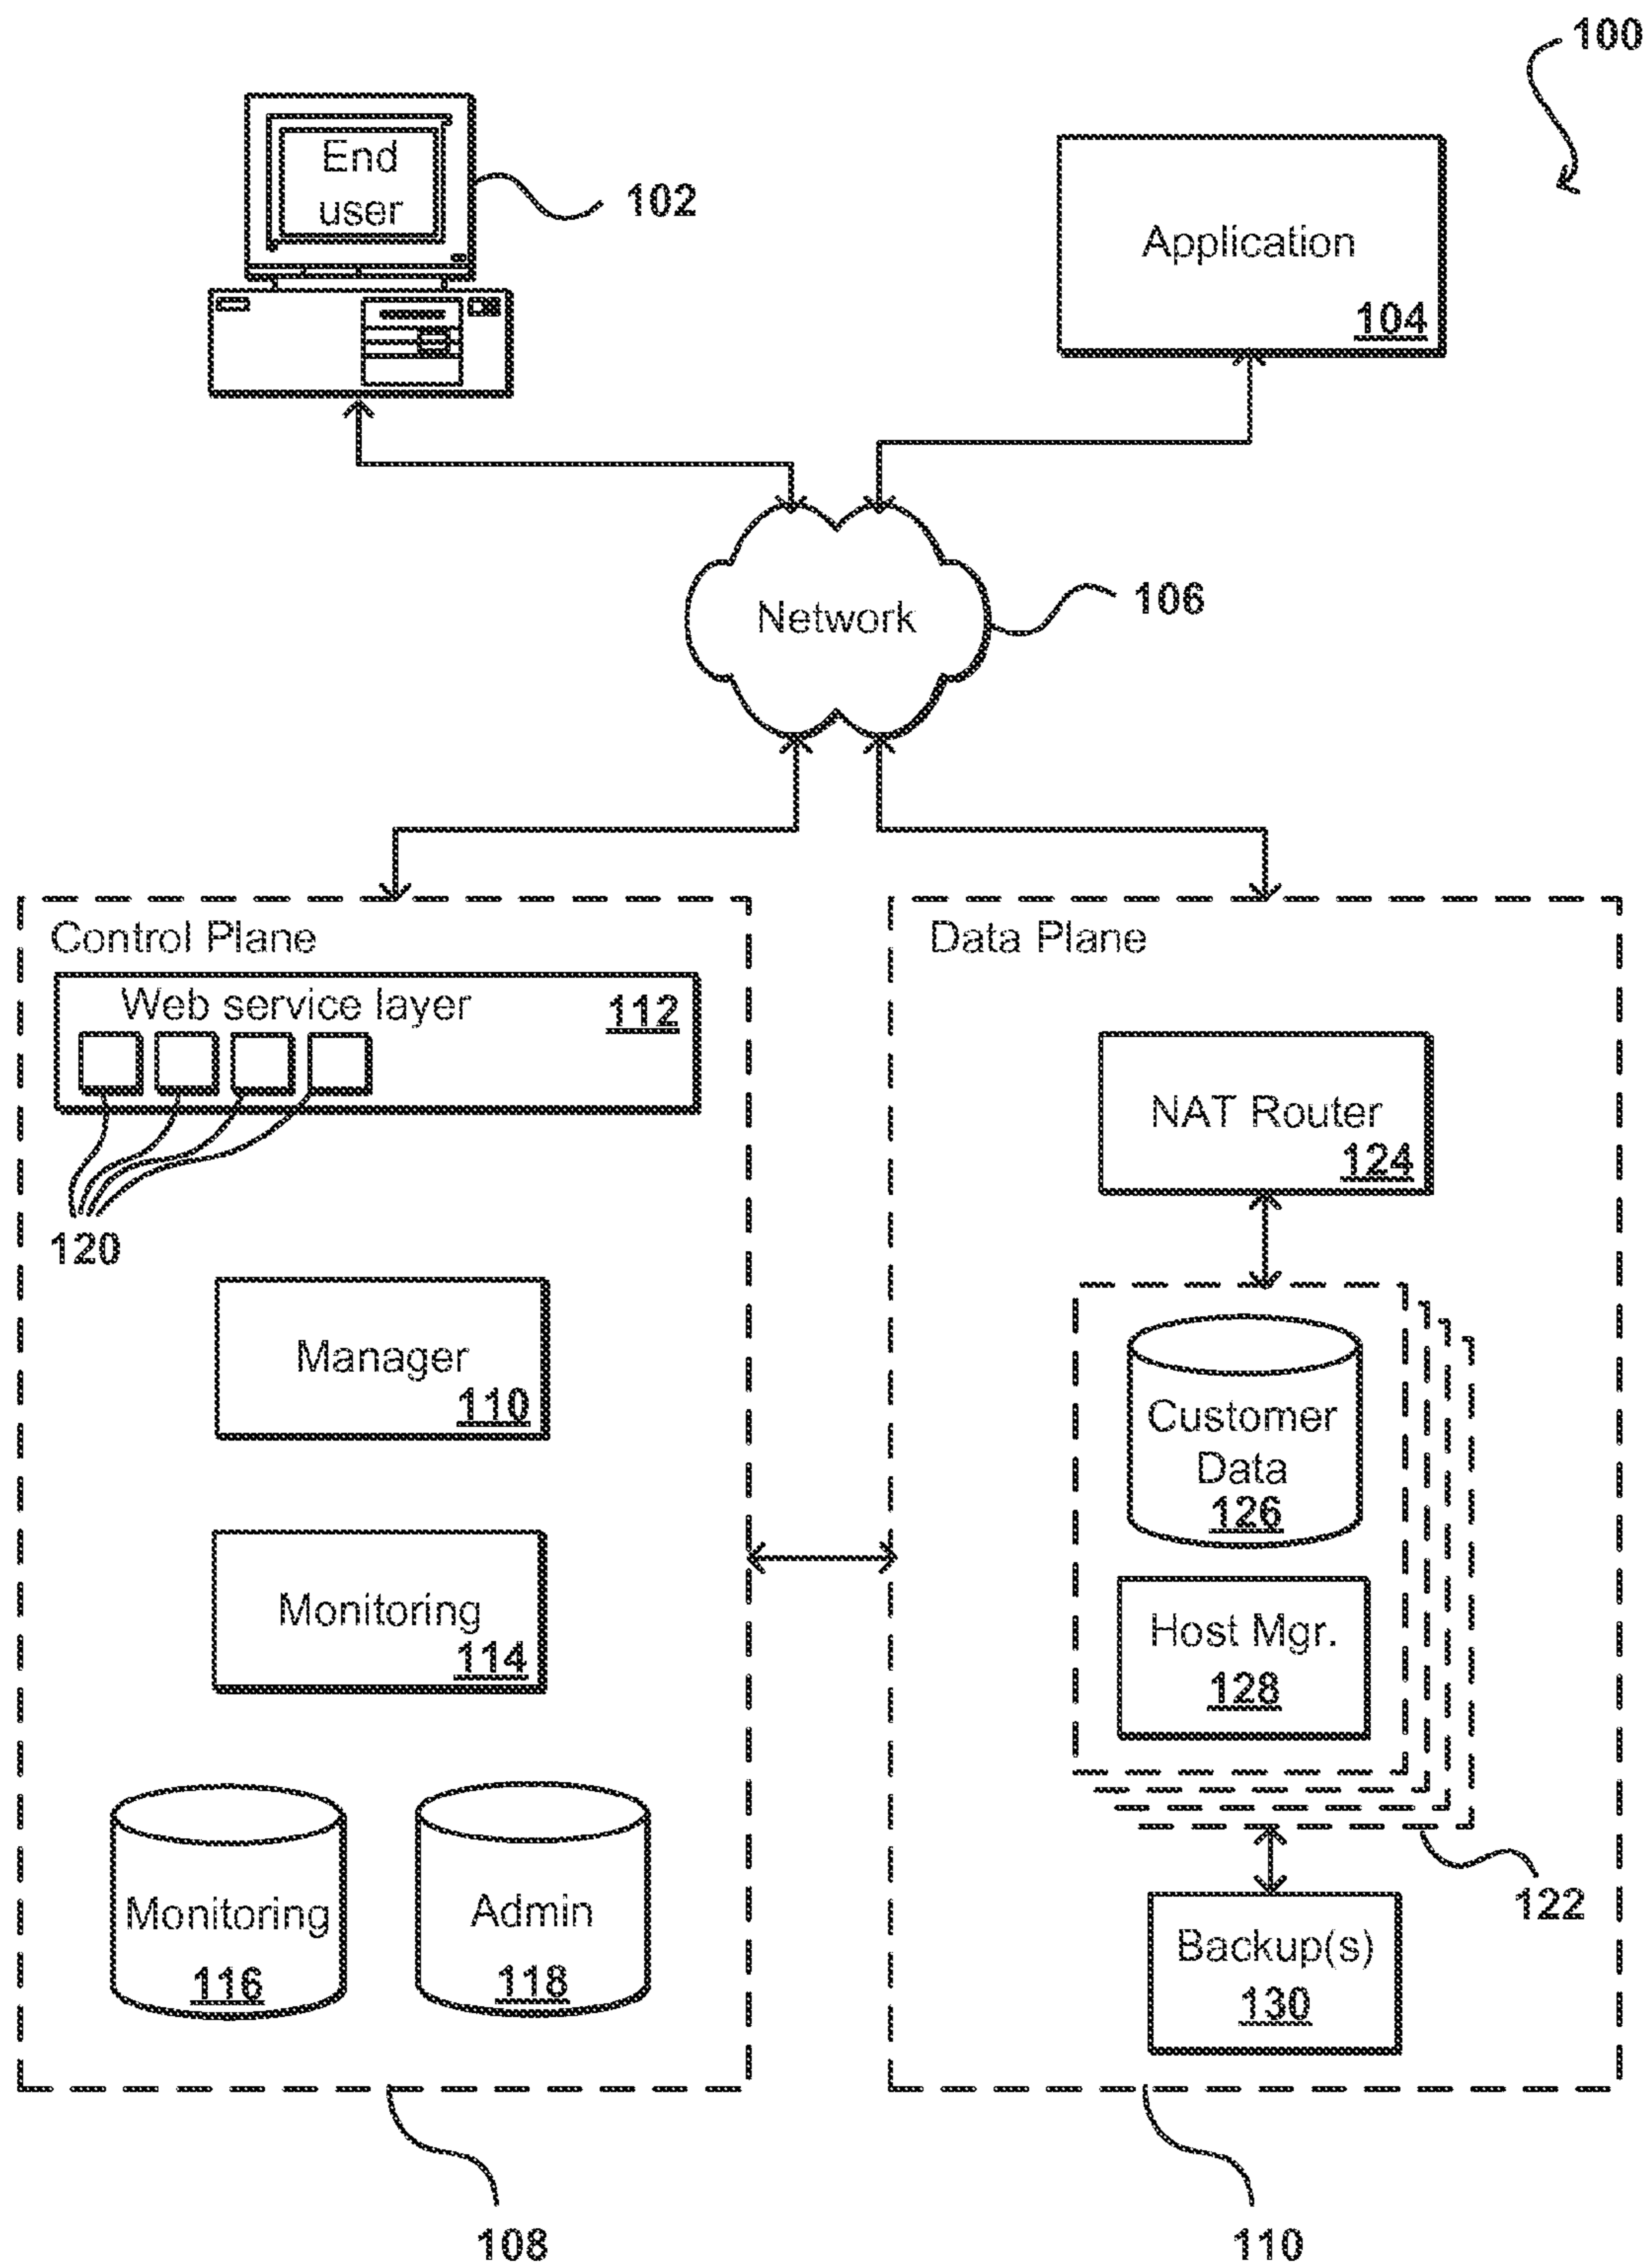 100
End
user
102
Application
104
Network
106
Control Plane
Web service layer
112
120
Manager
110
Monitoring
114
Monitoring
116
Admin
118
108
Data Plane
NAT Router
124
Customer
Data
126
Host Mgr.
128
122
Backup(s)
130
110